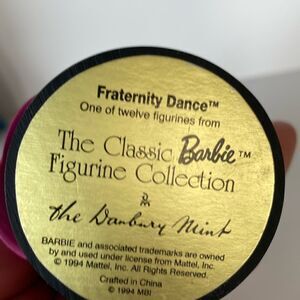 Fraternity Dance™
One of twelve figurines from
The Classic Barbie™
Figurine Collection
The Danbury Mint
BARBIE and associated trademarks are owned
by and used under license from Mattel, Inc.
© 1994 Mattel, Inc. All Rights Reserved.
Crafted in China
© 1994 MBI